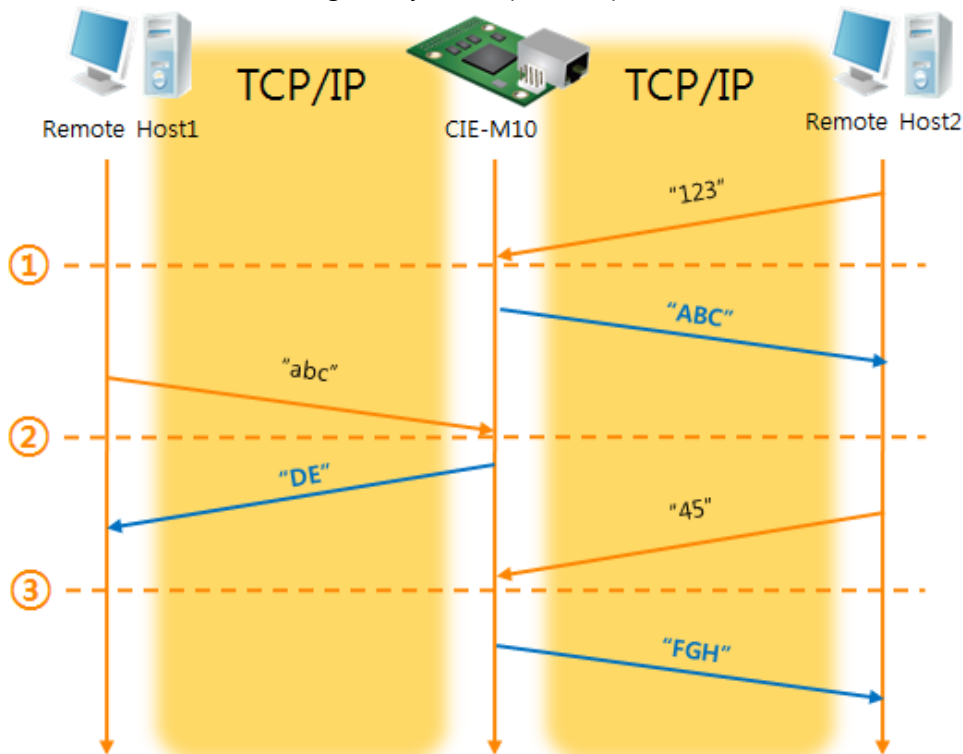 TCP/IP
TCP/IP
Remote Host1
CIE-M10
Remote Host2
"123"
①
"ABC"
"abc"
②
"DE"
"45"
③
"FGH"